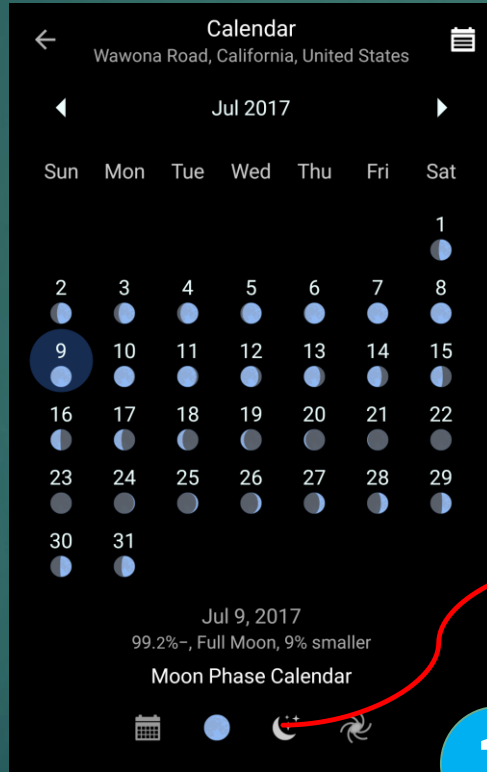 Calendar
Wawona Road, California, United States
Jul 2017
Sun Mon Tue Wed Thu Fri Sat
1
2 3 4 5 6 7 8
9 10 11 12 13 14 15
16 17 18 19 20 21 22
23 24 25 26 27 28 29
30 31
Jul 9, 2017
99.2%−, Full Moon, 9% smaller
Moon Phase Calendar